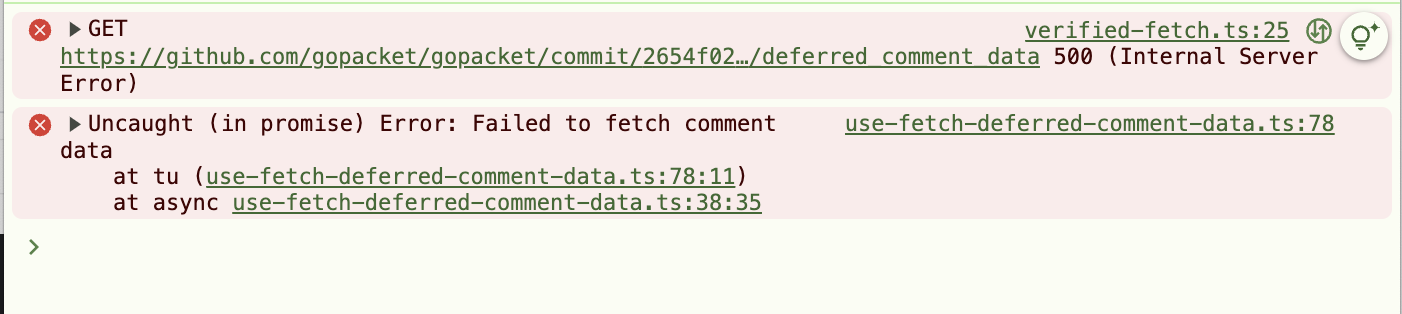 GET verified-fetch.ts:25
https://github.com/gopacket/gopacket/commit/2654f02…/deferred_comment_data 500 (Internal Server
Error)
Uncaught (in promise) Error: Failed to fetch comment use-fetch-deferred-comment-data.ts:78
data
at tu (use-fetch-deferred-comment-data.ts:78:11)
at async use-fetch-deferred-comment-data.ts:38:35